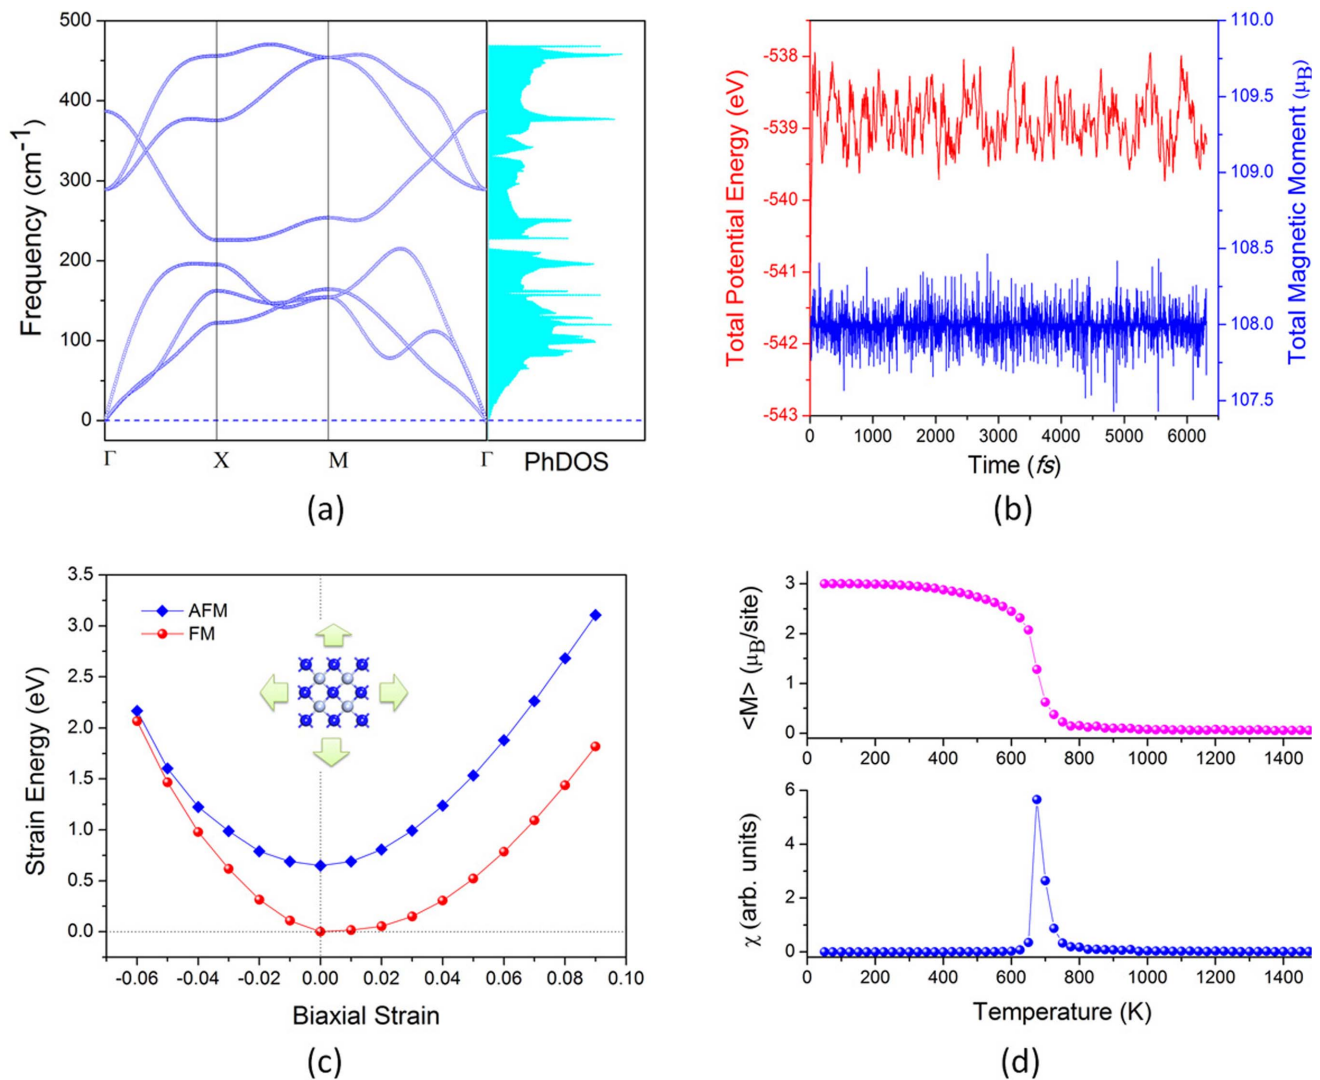 500
400
300
200
100
0
Frequency (cm-1)
Γ X M Γ PhDOS
(a)
-538
-539
-540
-541
-542
-543
Total Potential Energy (eV)
110.0
109.5
109.0
108.5
108.0
107.5
Total Magnetic Moment (μB)
0 1000 2000 3000 4000 5000 6000
Time (fs)
(b)
3.5
3.0
2.5
2.0
1.5
1.0
0.5
0.0
Strain Energy (eV)
AFM
FM
-0.06 -0.04 -0.02 0.00 0.02 0.04 0.06 0.08 0.10
Biaxial Strain
(c)
3
2
1
0
<M> (μB/site)
0 200 400 600 800 1000 1200 1400
6
4
2
0
χ (arb. units)
0 200 400 600 800 1000 1200 1400
Temperature (K)
(d)